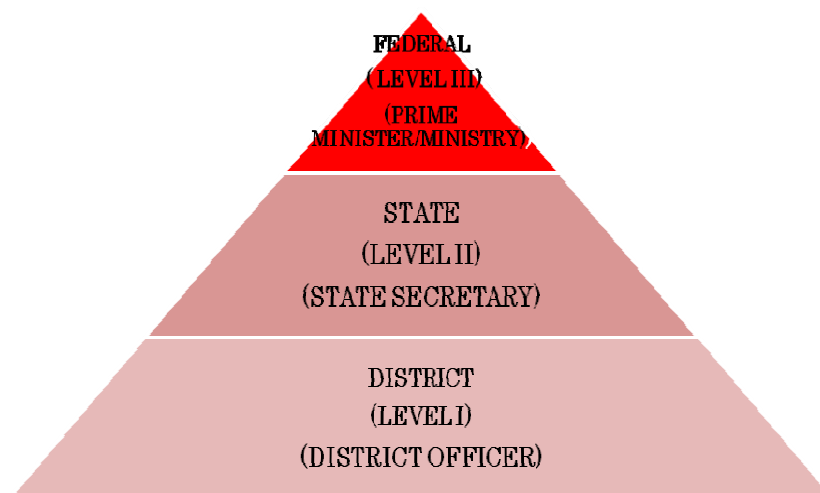 FEDERAL
(LEVEL III)
(PRIME
MINISTER/MINISTRY)
STATE
(LEVEL II)
(STATE SECRETARY)
DISTRICT
(LEVEL I)
(DISTRICT OFFICER)